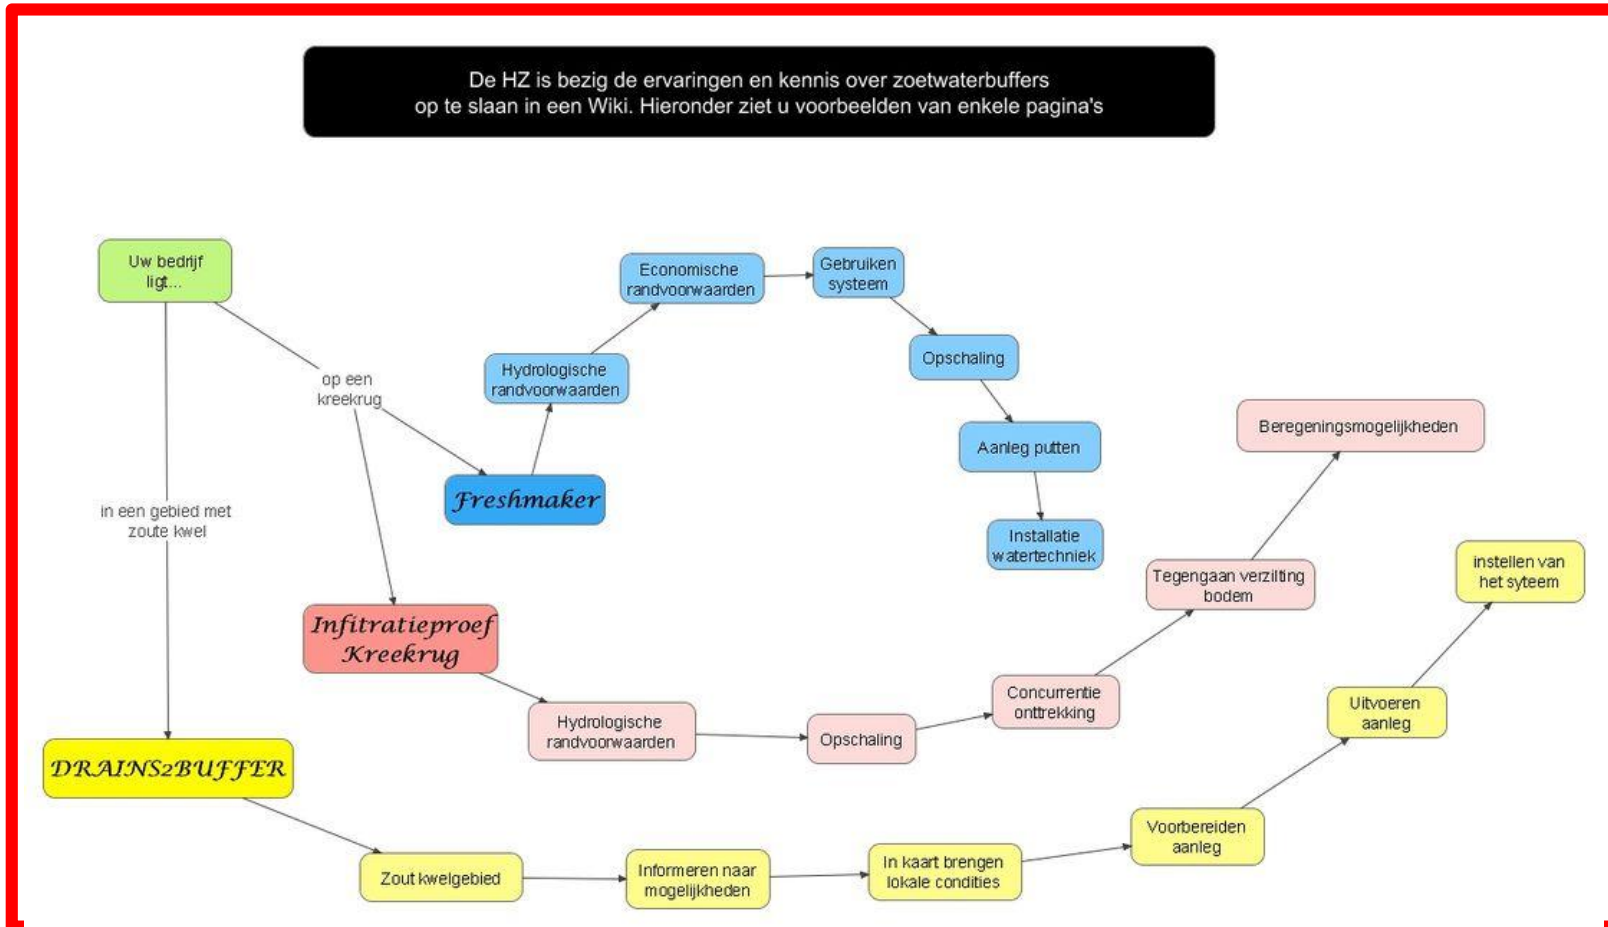 De HZ is bezig de ervaringen en kennis over zoetwaterbuffers
op te slaan in een Wiki. Hieronder ziet u voorbeelden van enkele pagina's
Uw bedrijf
ligt...
op een
kreekrug
in een gebied met
zoute kwel
Freshmaker
Hydrologische
randvoorwaarden
Economische
randvoorwaarden
Gebruiken
systeem
Opschaling
Aanleg putten
Installatie
watertechniek
Infitratieproef
Kreekrug
Hydrologische
randvoorwaarden
Opschaling
Concurrentie
onttrekking
Tegengaan verzilting
bodem
Beregeningsmogelijkheden
DRAINS2BUFFER
Zout kwelgebied
Informeren naar
mogelijkheden
In kaart brengen
lokale condities
Voorbereiden
aanleg
Uitvoeren
aanleg
instellen van
het syteem